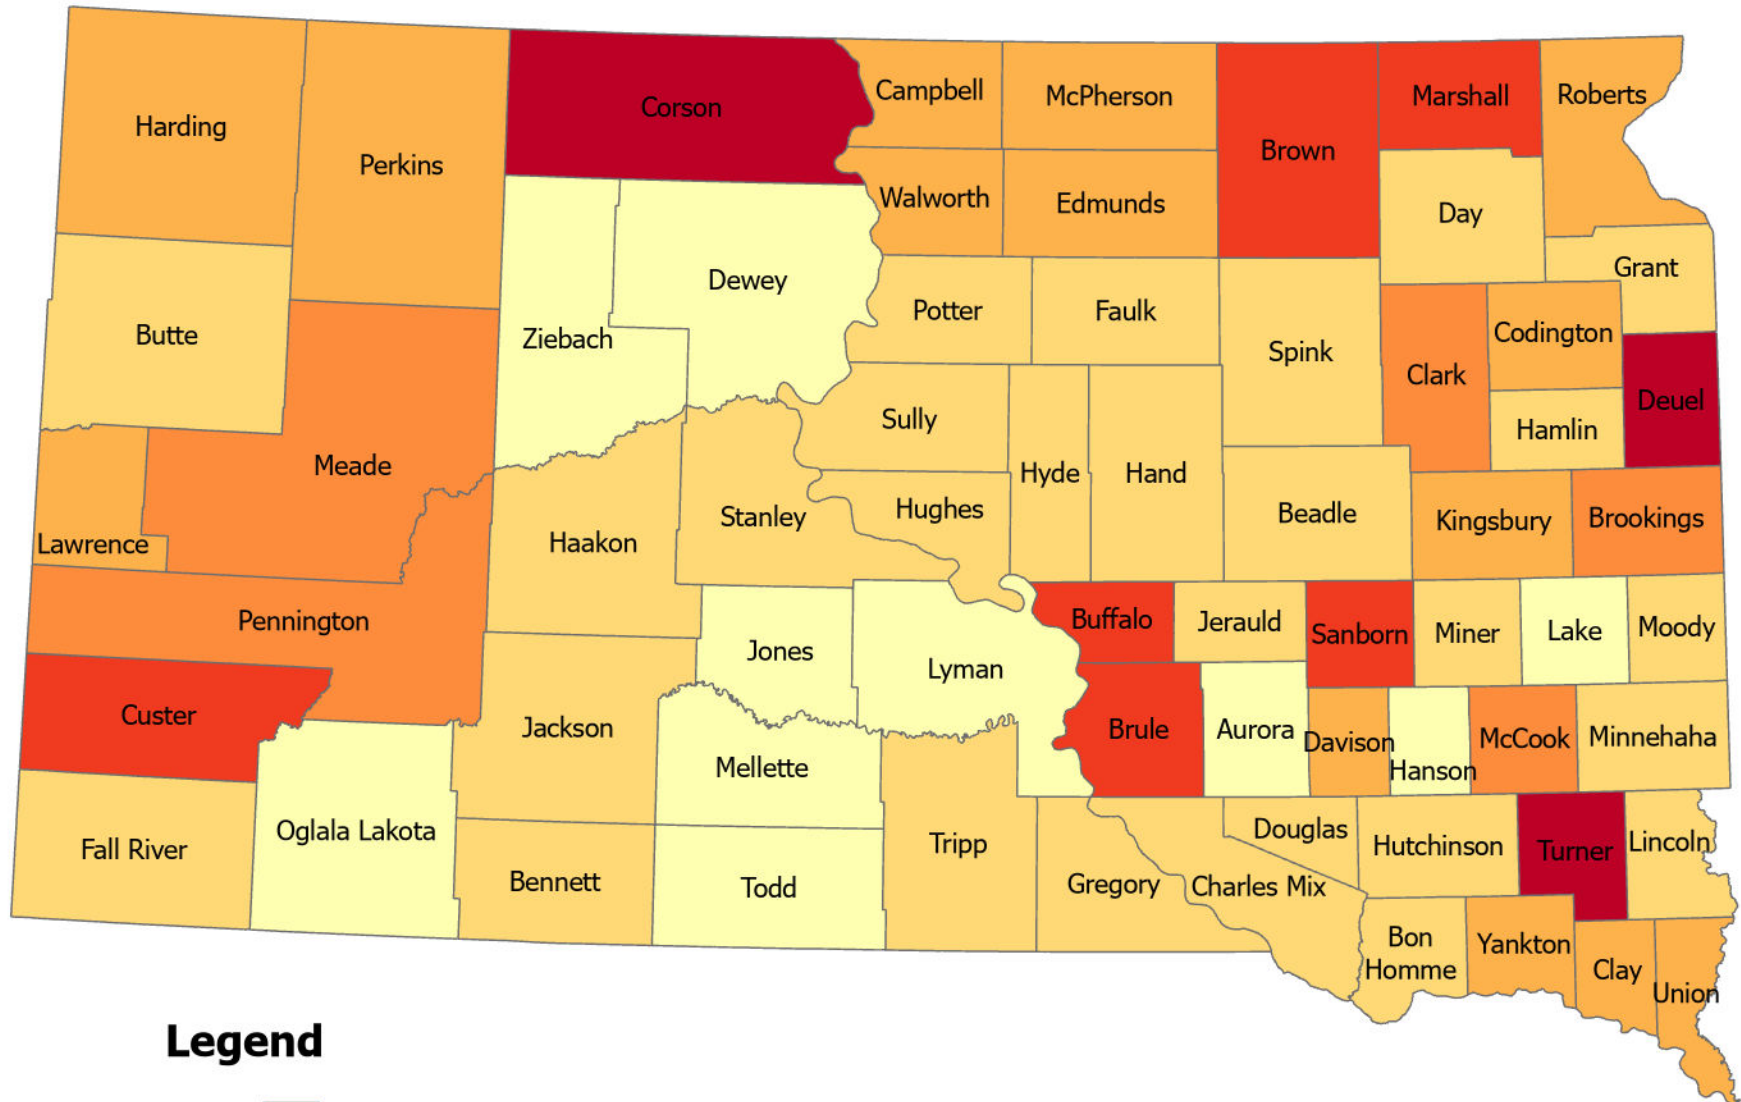 Harding
Perkins
Corson
Campbell
McPherson
Brown
Marshall
Roberts
Walworth
Edmunds
Day
Grant
Butte
Ziebach
Dewey
Potter
Faulk
Spink
Clark
Codington
Hamlin
Deuel
Meade
Sully
Hyde
Hand
Lawrence
Haakon
Stanley
Hughes
Beadle
Kingsbury
Brookings
Pennington
Jones
Lyman
Buffalo
Jerauld
Sanborn
Miner
Lake
Moody
Custer
Jackson
Mellette
Brule
Aurora
Davison
Hanson
McCook
Minnehaha
Fall River
Oglala Lakota
Bennett
Todd
Tripp
Gregory
Charles Mix
Douglas
Hutchinson
Turner
Lincoln
Bon
Homme
Yankton
Clay
Union
Legend